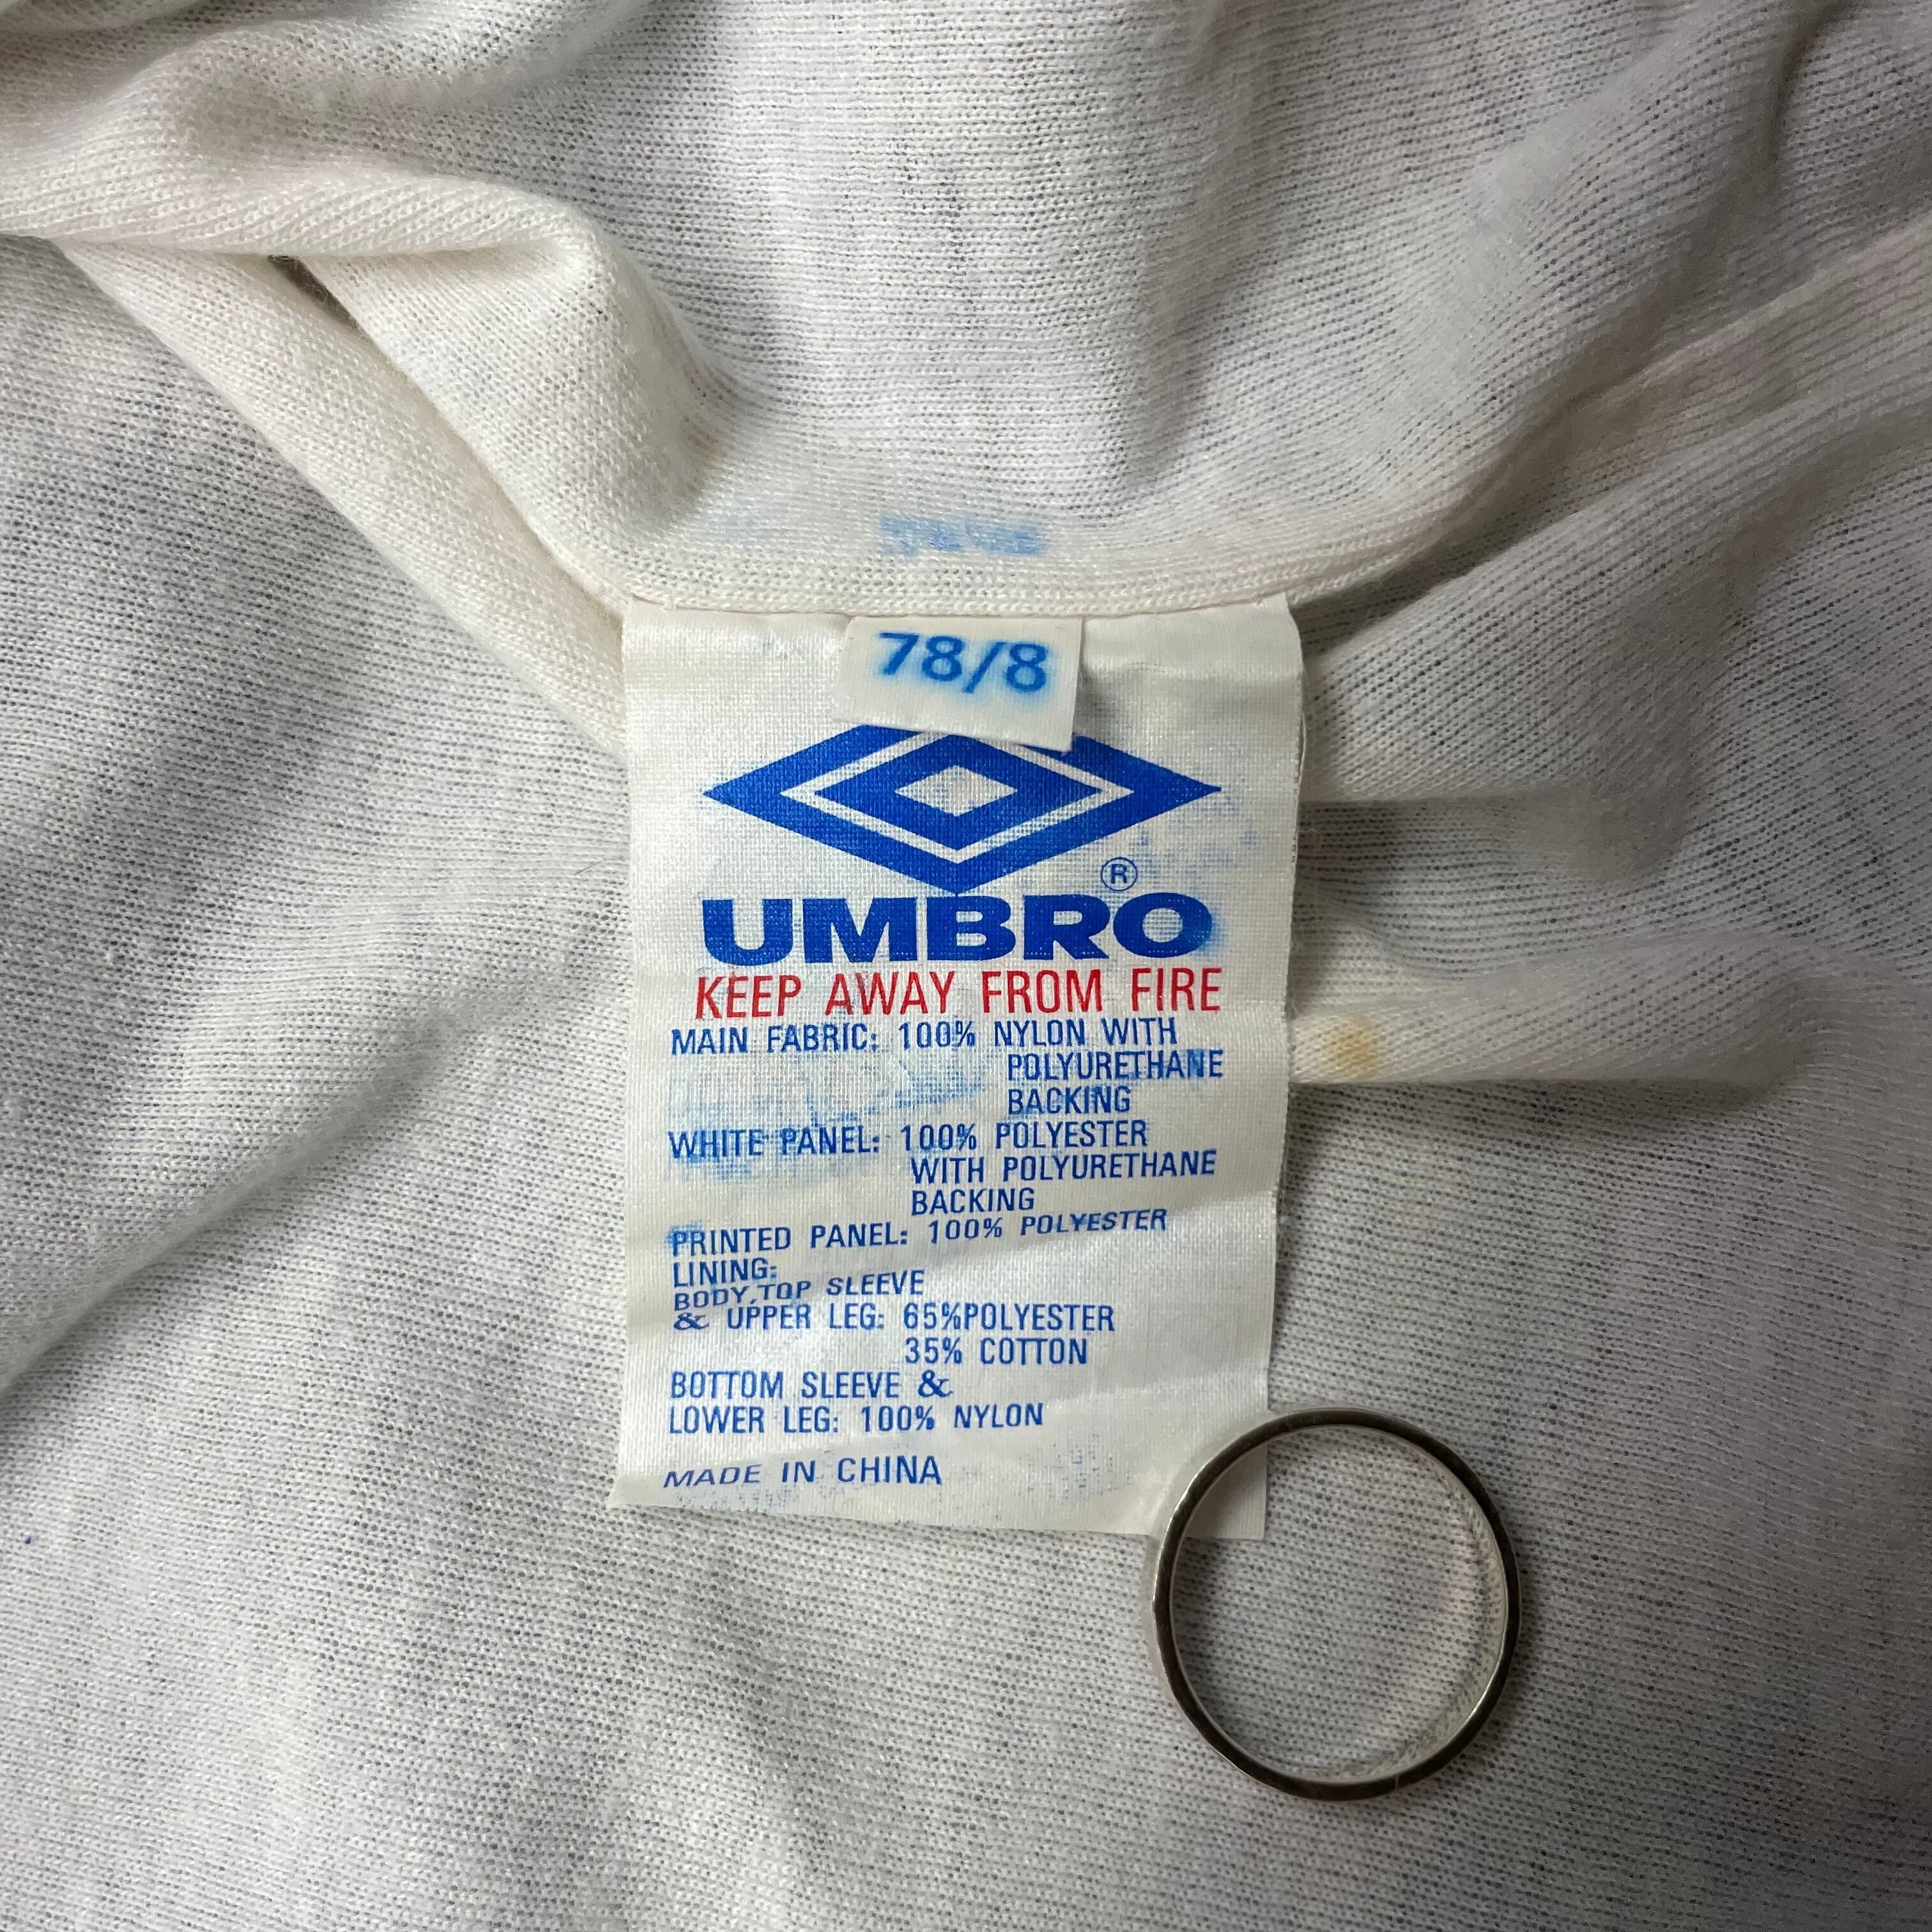 78/8
UMBRO®
KEEP AWAY FROM FIRE
MAIN FABRIC: 100% NYLON WITH
POLYURETHANE
BACKING
WHITE PANEL: 100% POLYESTER
WITH POLYURETHANE
BACKING
PRINTED PANEL: 100% POLYESTER
LINING:
BODY,TOP SLEEVE
& UPPER LEG: 65%POLYESTER
35% COTTON
BOTTOM SLEEVE &
LOWER LEG: 100% NYLON
MADE IN CHINA